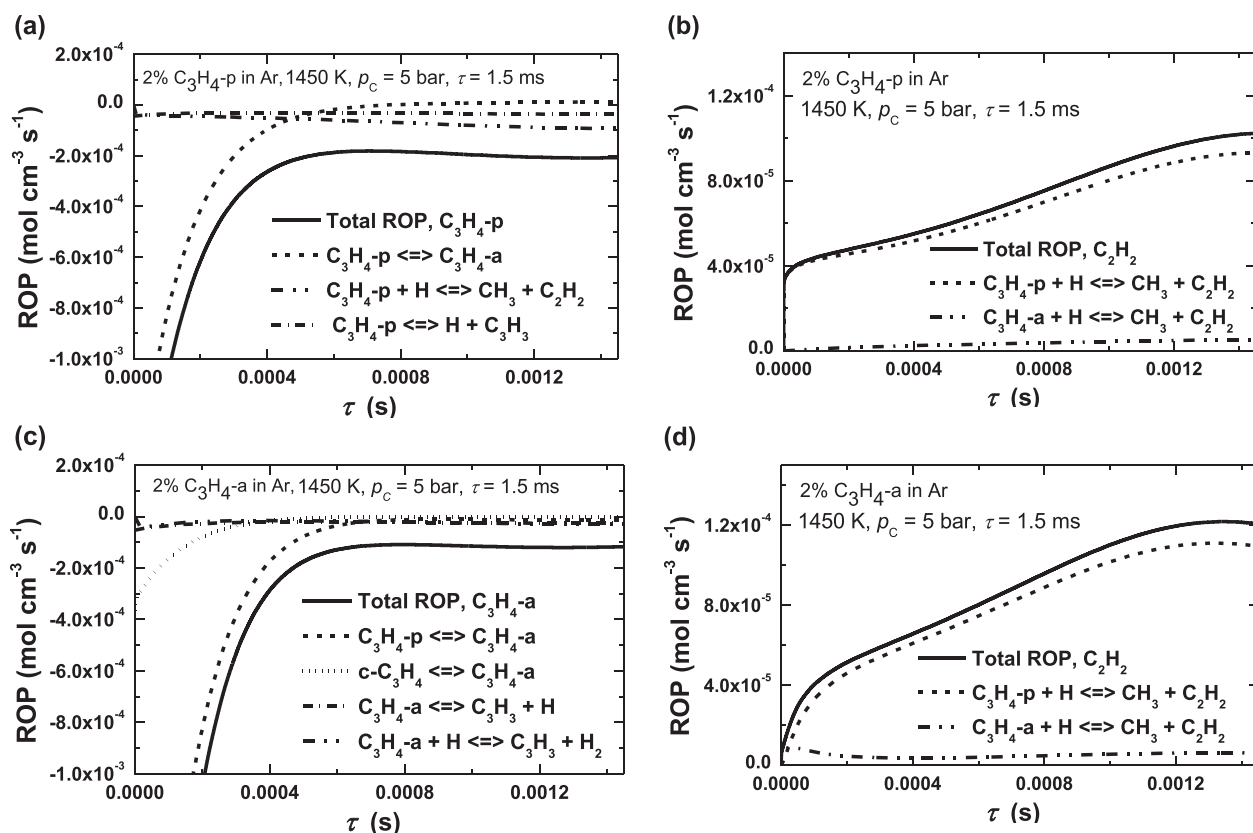 (a)
2.0x10⁻⁴
0.0
-2.0x10⁻⁴
-4.0x10⁻⁴
-6.0x10⁻⁴
-8.0x10⁻⁴
-1.0x10⁻³
ROP (mol cm⁻³ s⁻¹)
2% C₃H₄-p in Ar, 1450 K, p_C = 5 bar, τ = 1.5 ms
Total ROP, C₃H₄-p
C₃H₄-p <=> C₃H₄-a
C₃H₄-p + H <=> CH₃ + C₂H₂
C₃H₄-p <=> H + C₃H₃
0.0000 0.0004 0.0008 0.0012
τ (s)
(b)
1.2x10⁻⁴
8.0x10⁻⁵
4.0x10⁻⁵
0.0
ROP (mol cm⁻³ s⁻¹)
2% C₃H₄-p in Ar
1450 K, p_C = 5 bar, τ = 1.5 ms
Total ROP, C₂H₂
C₃H₄-p + H <=> CH₃ + C₂H₂
C₃H₄-a + H <=> CH₃ + C₂H₂
0.0000 0.0004 0.0008 0.0012
τ (s)
(c)
2.0x10⁻⁴
0.0
-2.0x10⁻⁴
-4.0x10⁻⁴
-6.0x10⁻⁴
-8.0x10⁻⁴
-1.0x10⁻³
ROP (mol cm⁻³ s⁻¹)
2% C₃H₄-a in Ar, 1450 K, p_C = 5 bar, τ = 1.5 ms
Total ROP, C₃H₄-a
C₃H₄-p <=> C₃H₄-a
c-C₃H₄ <=> C₃H₄-a
C₃H₄-a <=> C₃H₃ + H
C₃H₄-a + H <=> C₃H₃ + H₂
0.0000 0.0004 0.0008 0.0012
τ (s)
(d)
1.2x10⁻⁴
8.0x10⁻⁵
4.0x10⁻⁵
0.0
ROP (mol cm⁻³ s⁻¹)
2% C₃H₄-a in Ar
1450 K, p_C = 5 bar, τ = 1.5 ms
Total ROP, C₂H₂
C₃H₄-p + H <=> CH₃ + C₂H₂
C₃H₄-a + H <=> CH₃ + C₂H₂
0.0000 0.0004 0.0008 0.0012
τ (s)